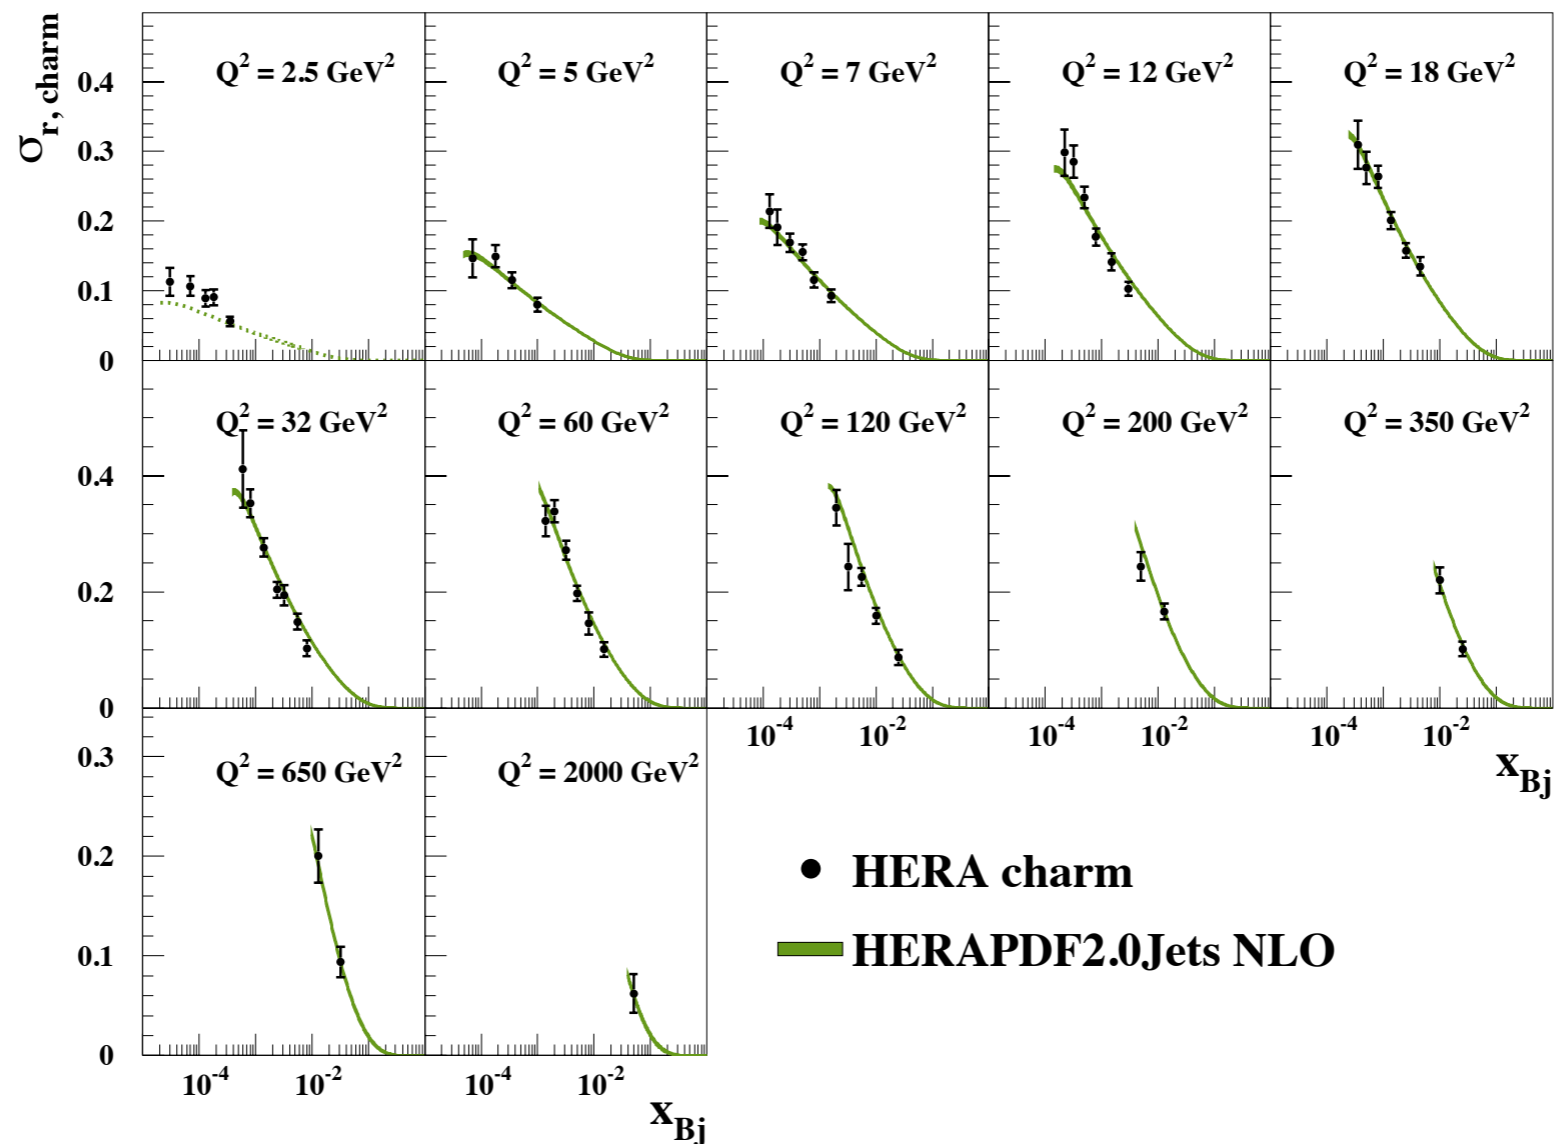 σr, charm
Q² = 2.5 GeV²
Q² = 5 GeV²
Q² = 7 GeV²
Q² = 12 GeV²
Q² = 18 GeV²
0.4
0.3
0.2
0.1
0
Q² = 32 GeV²
Q² = 60 GeV²
Q² = 120 GeV²
Q² = 200 GeV²
Q² = 350 GeV²
0.4
0.2
0
10⁻⁴ 10⁻²
10⁻⁴ 10⁻²
10⁻⁴ 10⁻²
xBj
Q² = 650 GeV²
Q² = 2000 GeV²
0.3
0.2
0.1
0
10⁻⁴ 10⁻²
10⁻⁴ 10⁻²
xBj
HERA charm
HERAPDF2.0Jets NLO